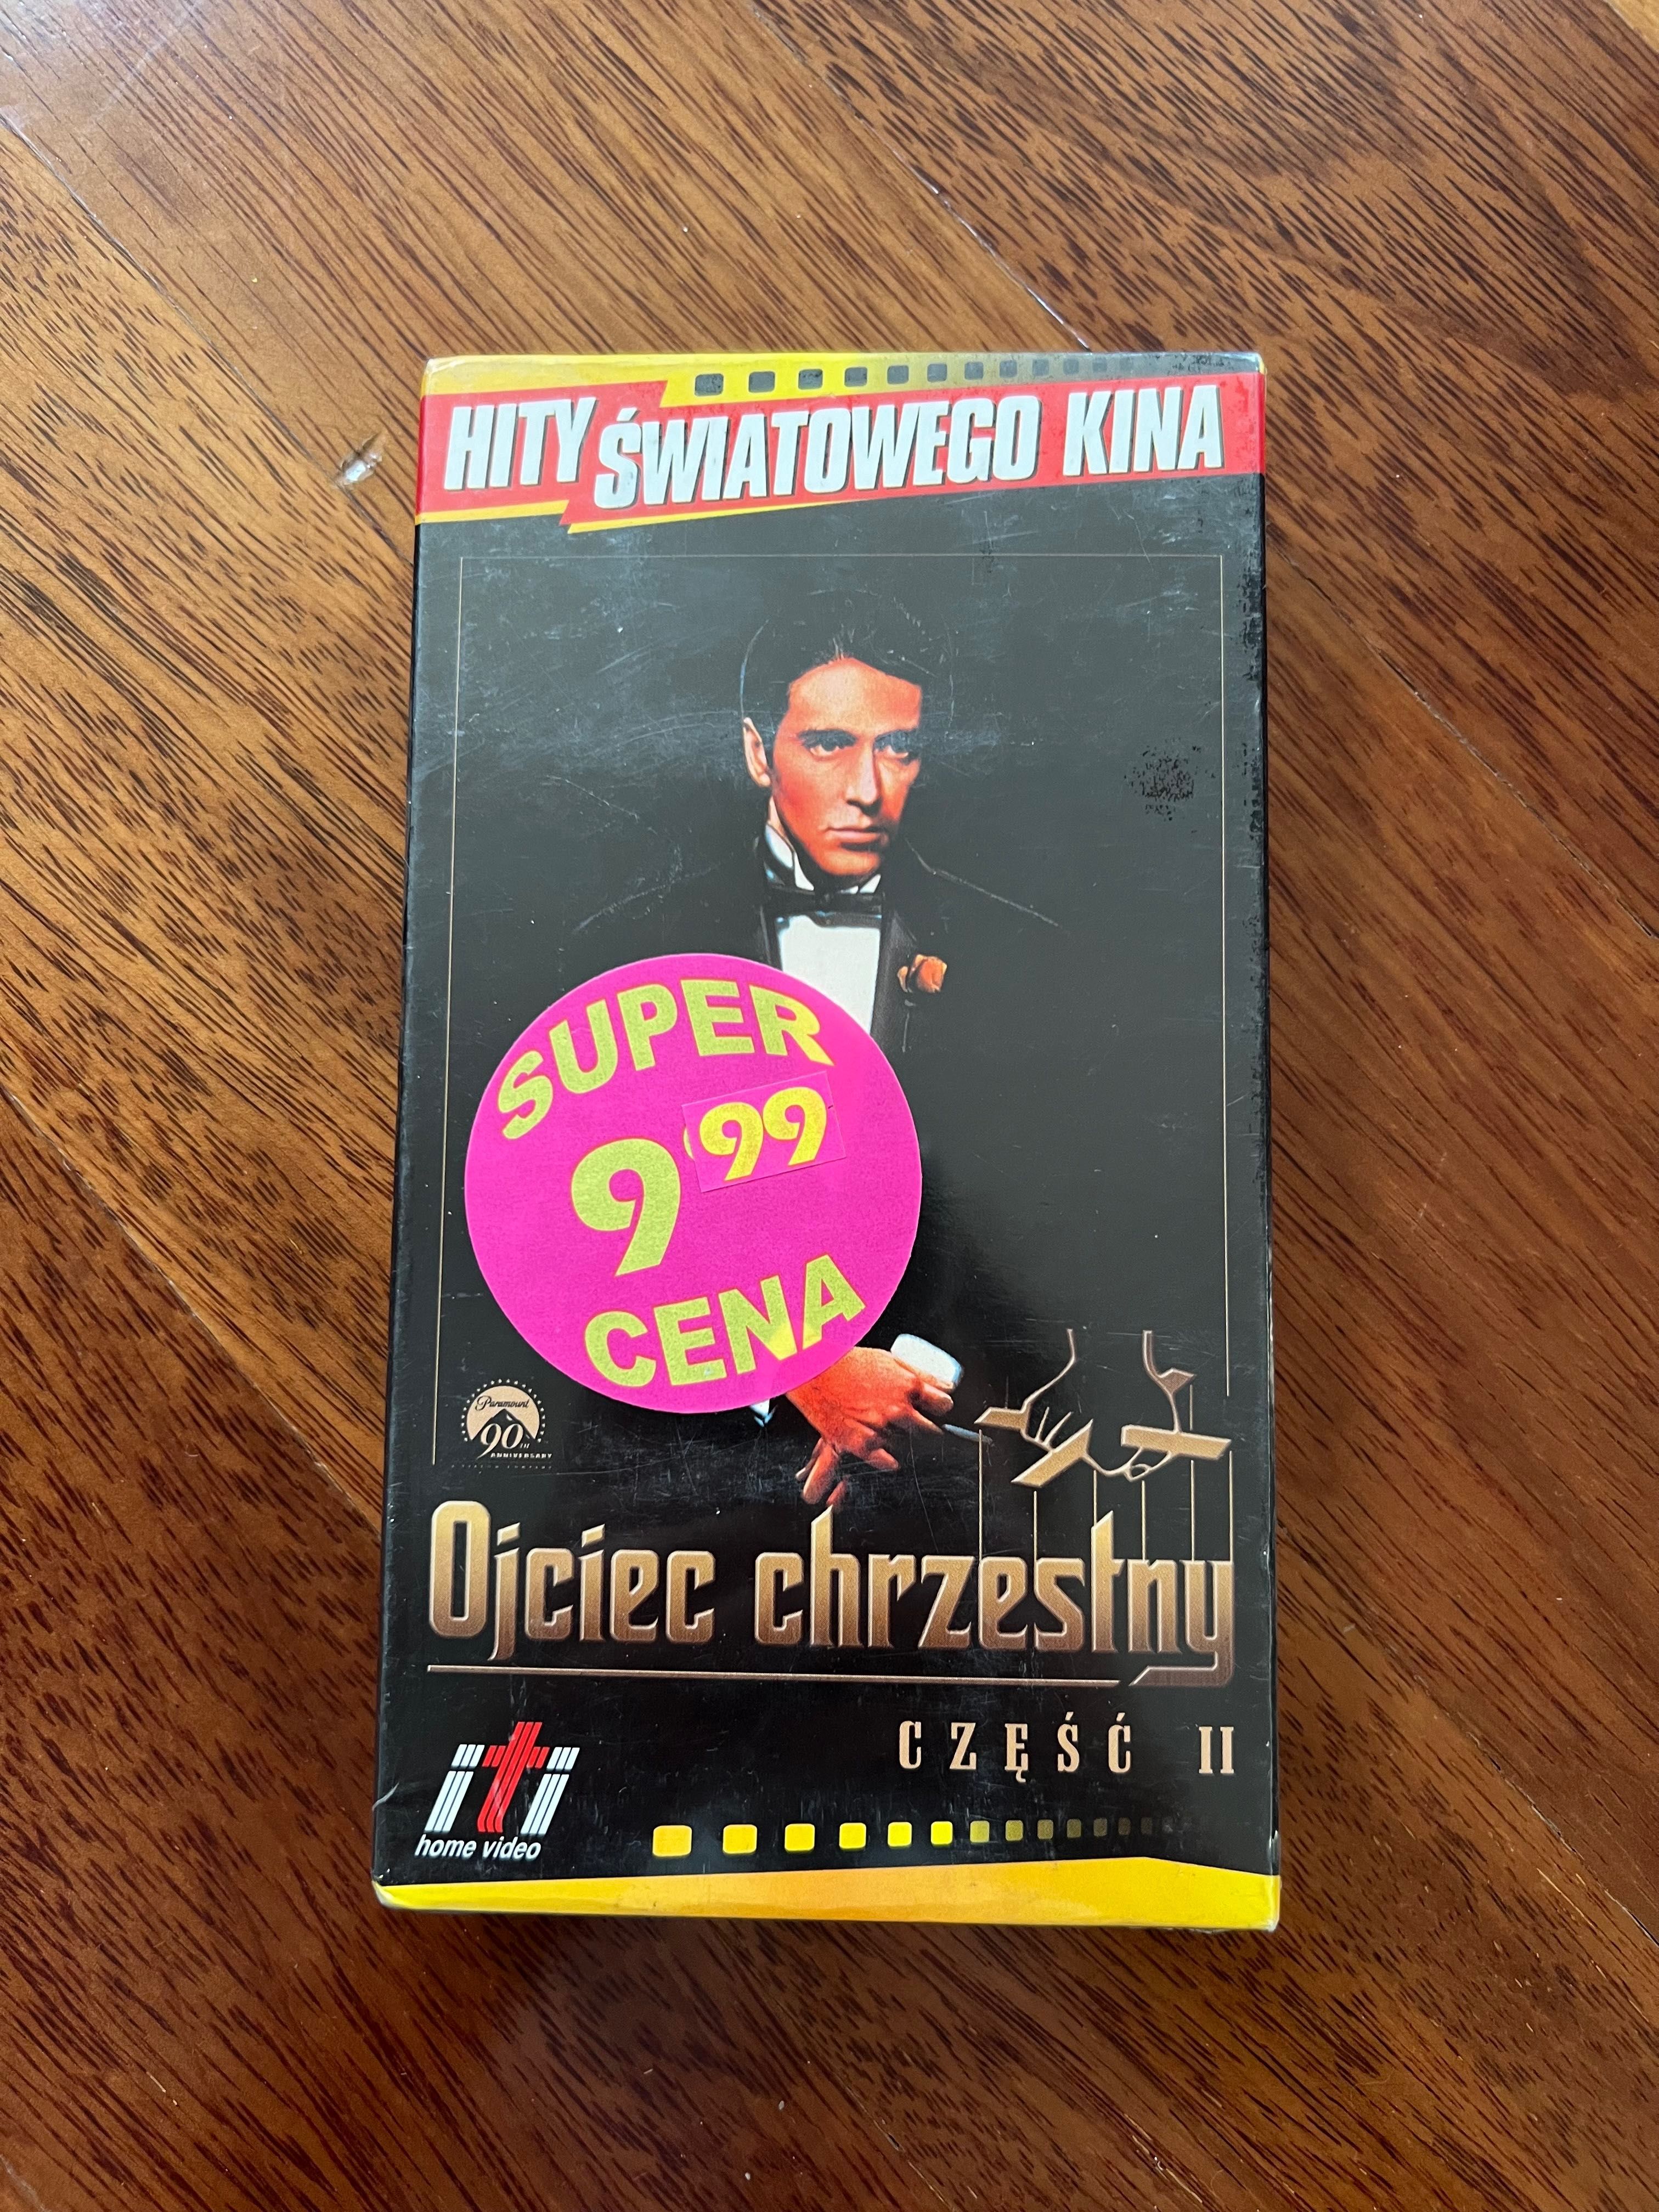 HITY ŚWIATOWEGO KINA
SUPER
9 99
CENA
Paramount
90TH
ANNIVERSARY
Ojciec chrzestny
CZĘŚĆ II
iti
home video